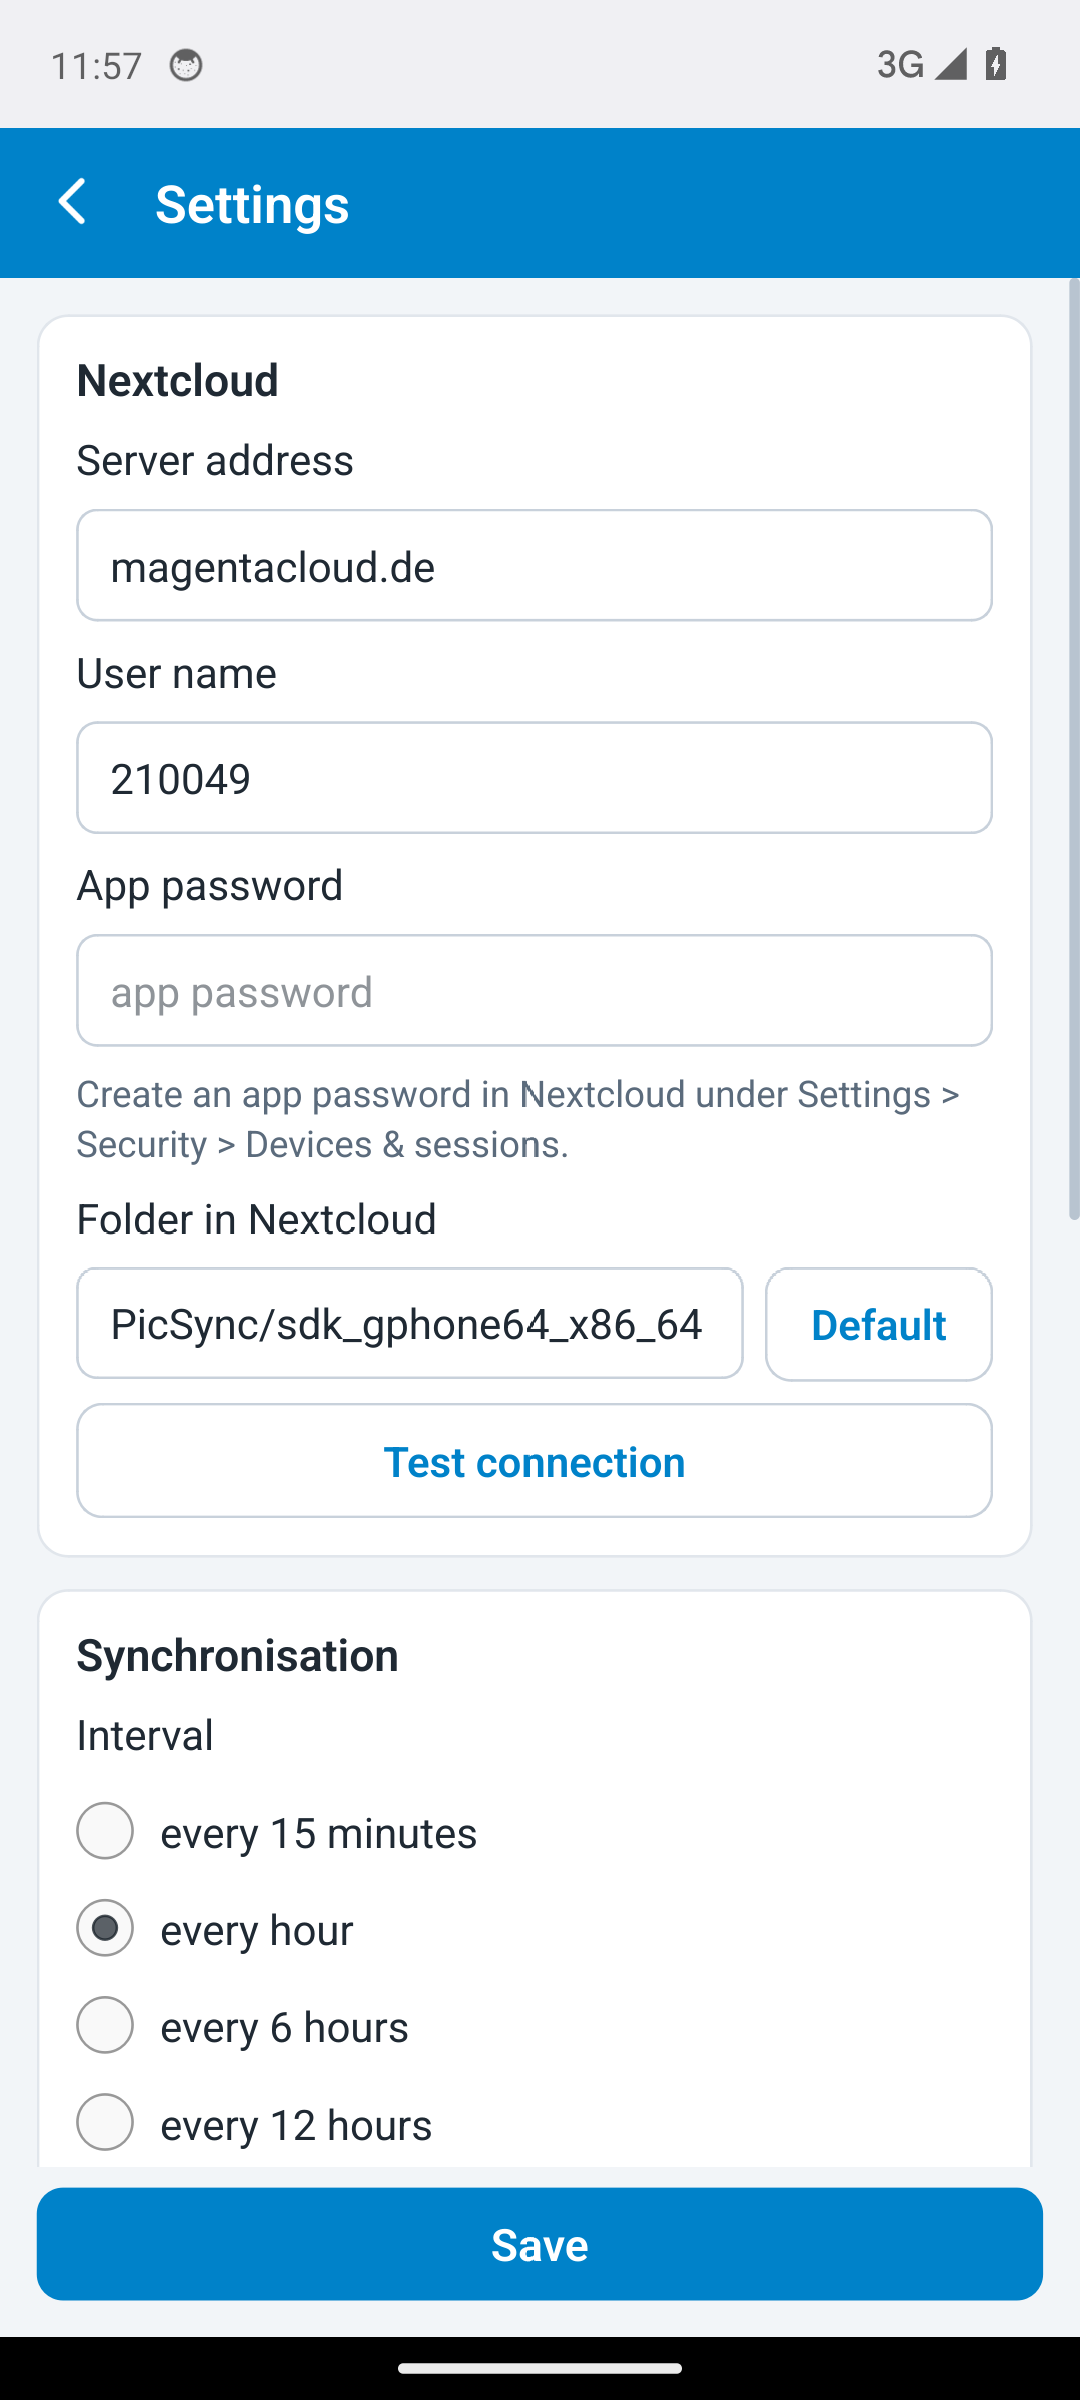 11:57
3G
Settings
Nextcloud
Server address
magentacloud.de
User name
210049
App password
app password
Create an app password in Nextcloud under Settings >
Security > Devices & sessions.
Folder in Nextcloud
PicSync/sdk_gphone64_x86_64
Default
Test connection
Synchronisation
Interval
every 15 minutes
every hour
every 6 hours
every 12 hours
Save